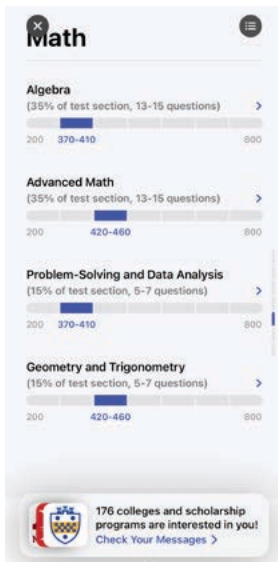 Math
Algebra
(35% of test section, 13-15 questions)
200 370-410 800
Advanced Math
(35% of test section, 13-15 questions)
200 420-460 800
Problem-Solving and Data Analysis
(15% of test section, 5-7 questions)
200 370-410 800
Geometry and Trigonometry
(15% of test section, 5-7 questions)
200 420-460 800
176 colleges and scholarship
programs are interested in you!
Check Your Messages >